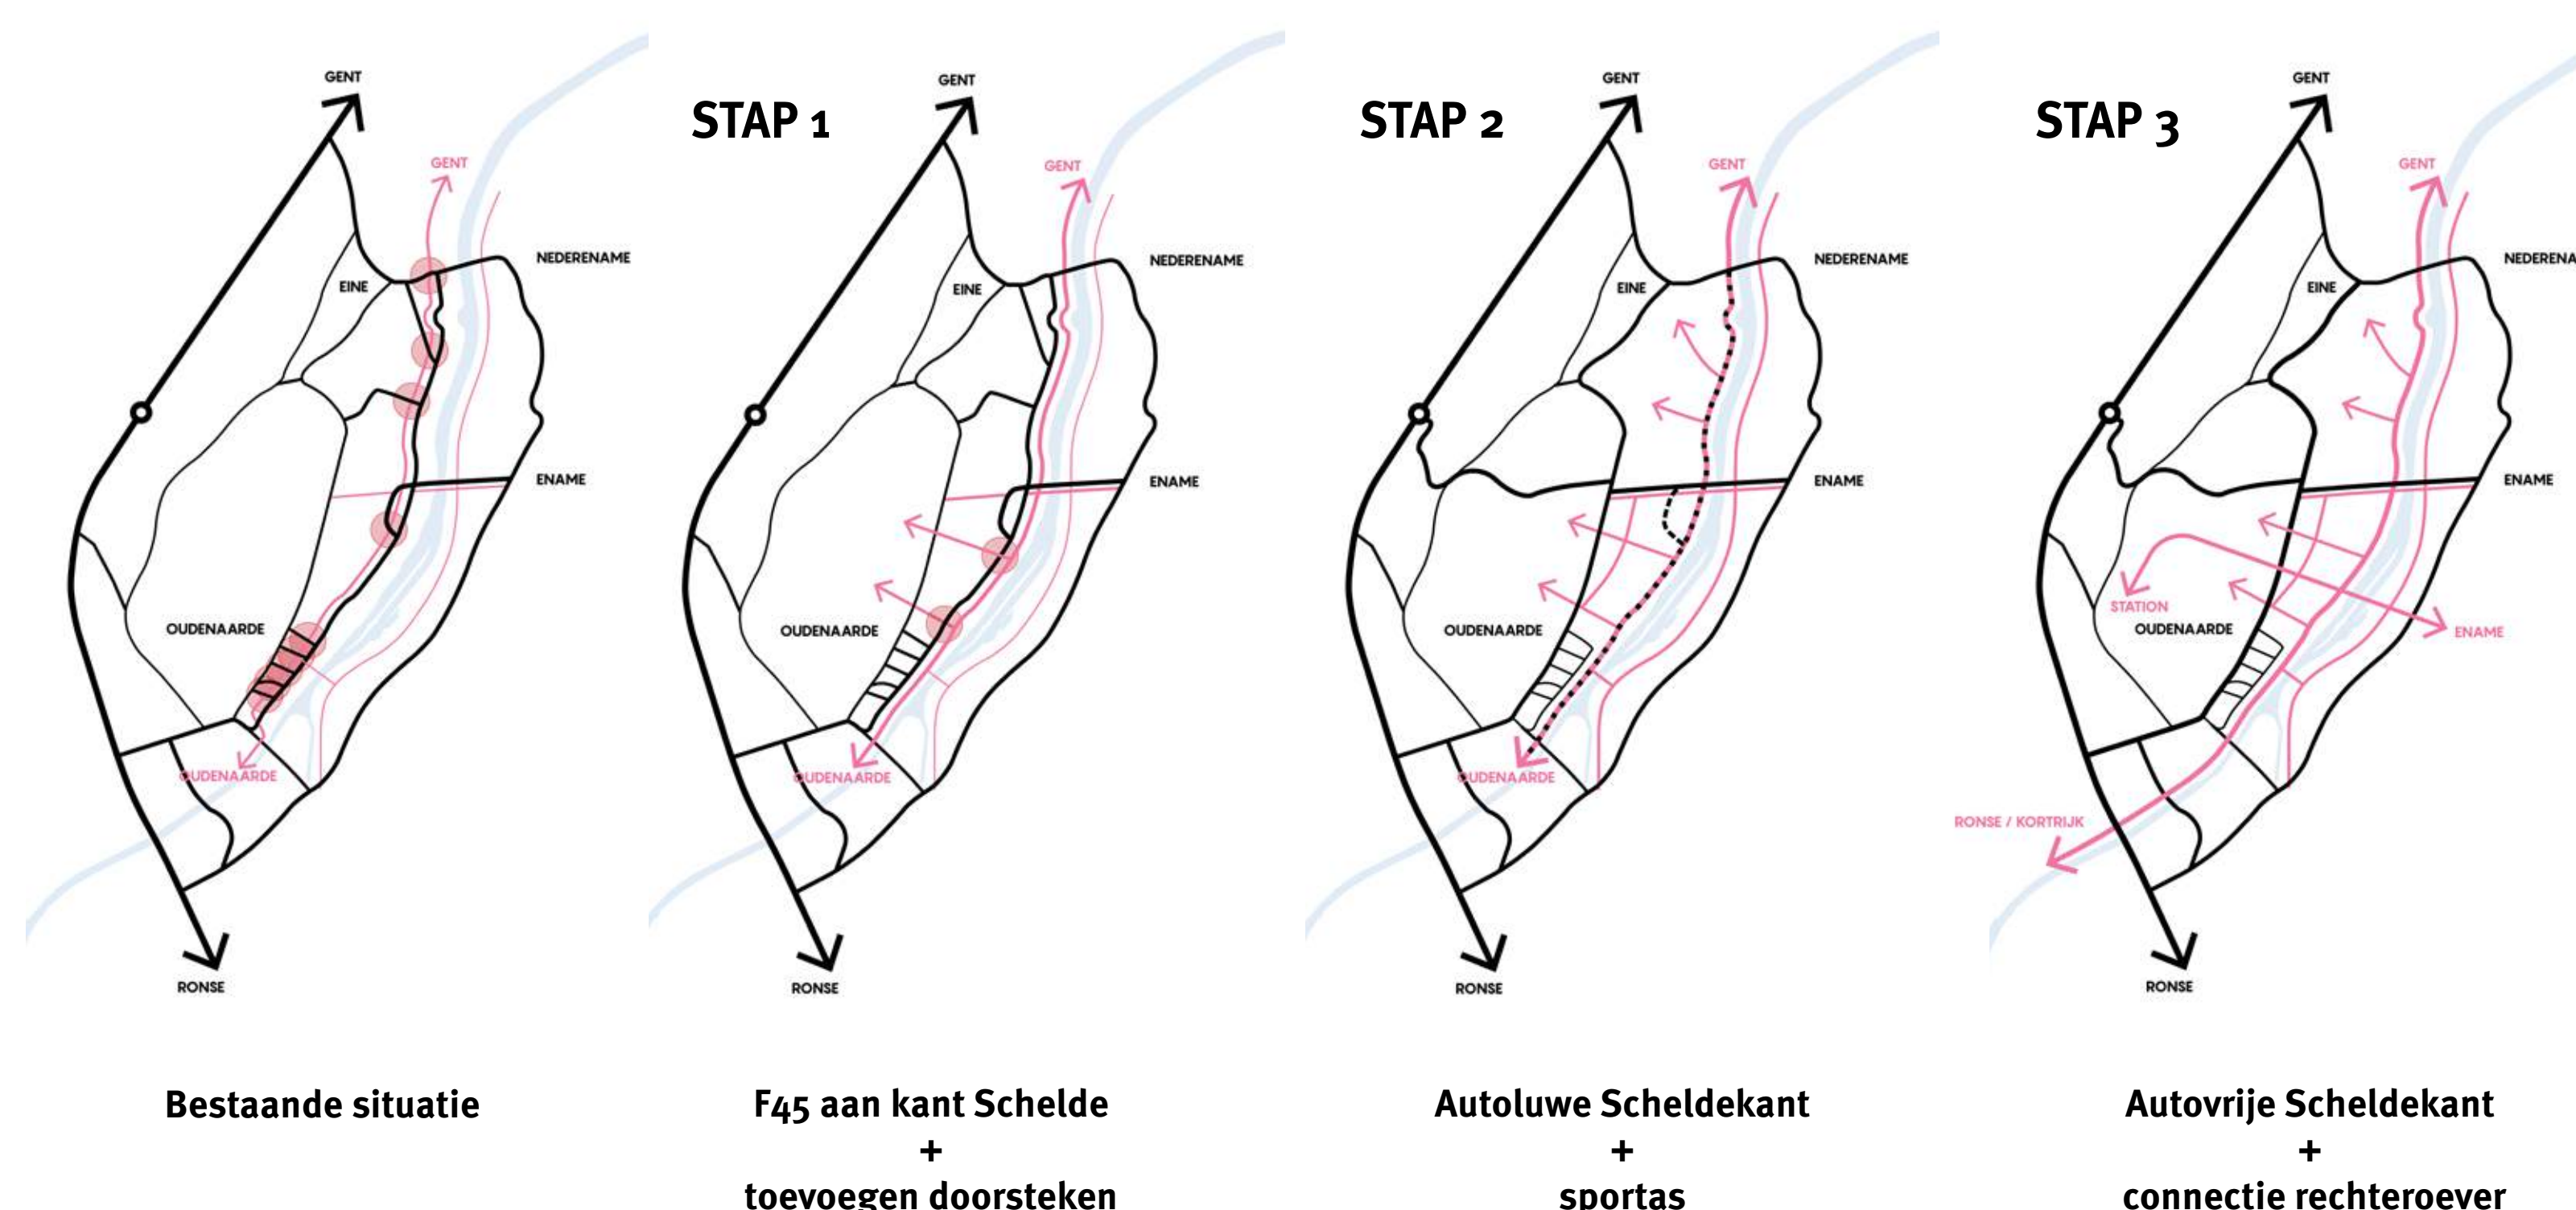 GENT
GENT
NEDERENAME
EINE
ENAME
OUDENAARDE
OUDENAARDE
RONSE
Bestaande situatie
STAP 1
GENT
GENT
NEDERENAME
EINE
ENAME
OUDENAARDE
OUDENAARDE
RONSE
F45 aan kant Schelde
+
toevoegen doorsteken
STAP 2
GENT
GENT
NEDERENAME
EINE
ENAME
OUDENAARDE
OUDENAARDE
RONSE
Autoluwe Scheldekant
+
sportas
STAP 3
GENT
GENT
NEDERENA
EINE
ENAME
STATION
OUDENAARDE
ENAME
RONSE / KORTRIJK
RONSE
Autovrije Scheldekant
+
connectie rechteroever